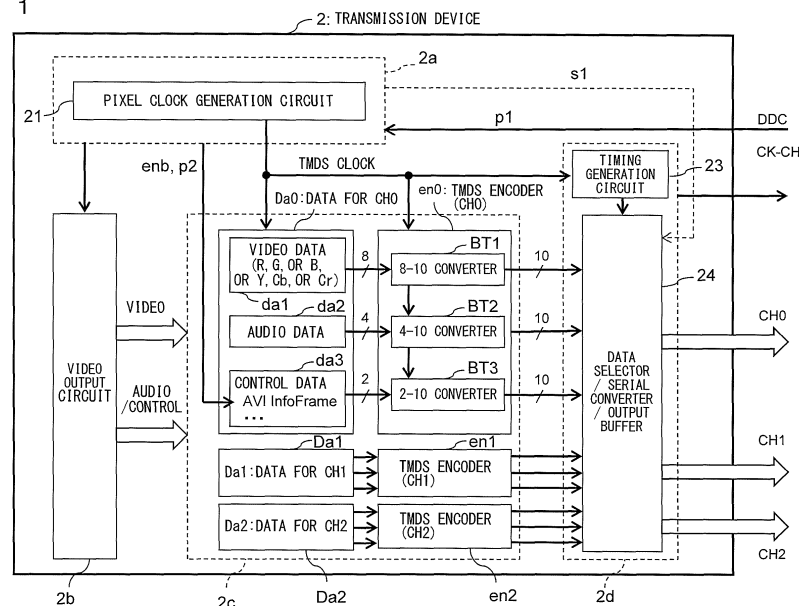 1
2: TRANSMISSION DEVICE
2a
s1
21
PIXEL CLOCK GENERATION CIRCUIT
p1
DDC
CK-CH
enb, p2
TMDS CLOCK
TIMING
GENERATION
CIRCUIT
23
Da0:DATA FOR CH0
en0: TMDS ENCODER
(CH0)
VIDEO DATA
(R, G, OR B,
OR Y, Cb, OR Cr)
8
BT1
8-10 CONVERTER
10
24
da1
da2
VIDEO
AUDIO DATA
4
BT2
4-10 CONVERTER
10
CH0
da3
CONTROL DATA
AVI InfoFrame
...
2
BT3
2-10 CONVERTER
10
VIDEO
OUTPUT
CIRCUIT
AUDIO
/CONTROL
DATA
SELECTOR
/ SERIAL
CONVERTER
/ OUTPUT
BUFFER
Da1
en1
CH1
Da1:DATA FOR CH1
TMDS ENCODER
(CH1)
Da2:DATA FOR CH2
TMDS ENCODER
(CH2)
CH2
2b
2c
Da2
en2
2d